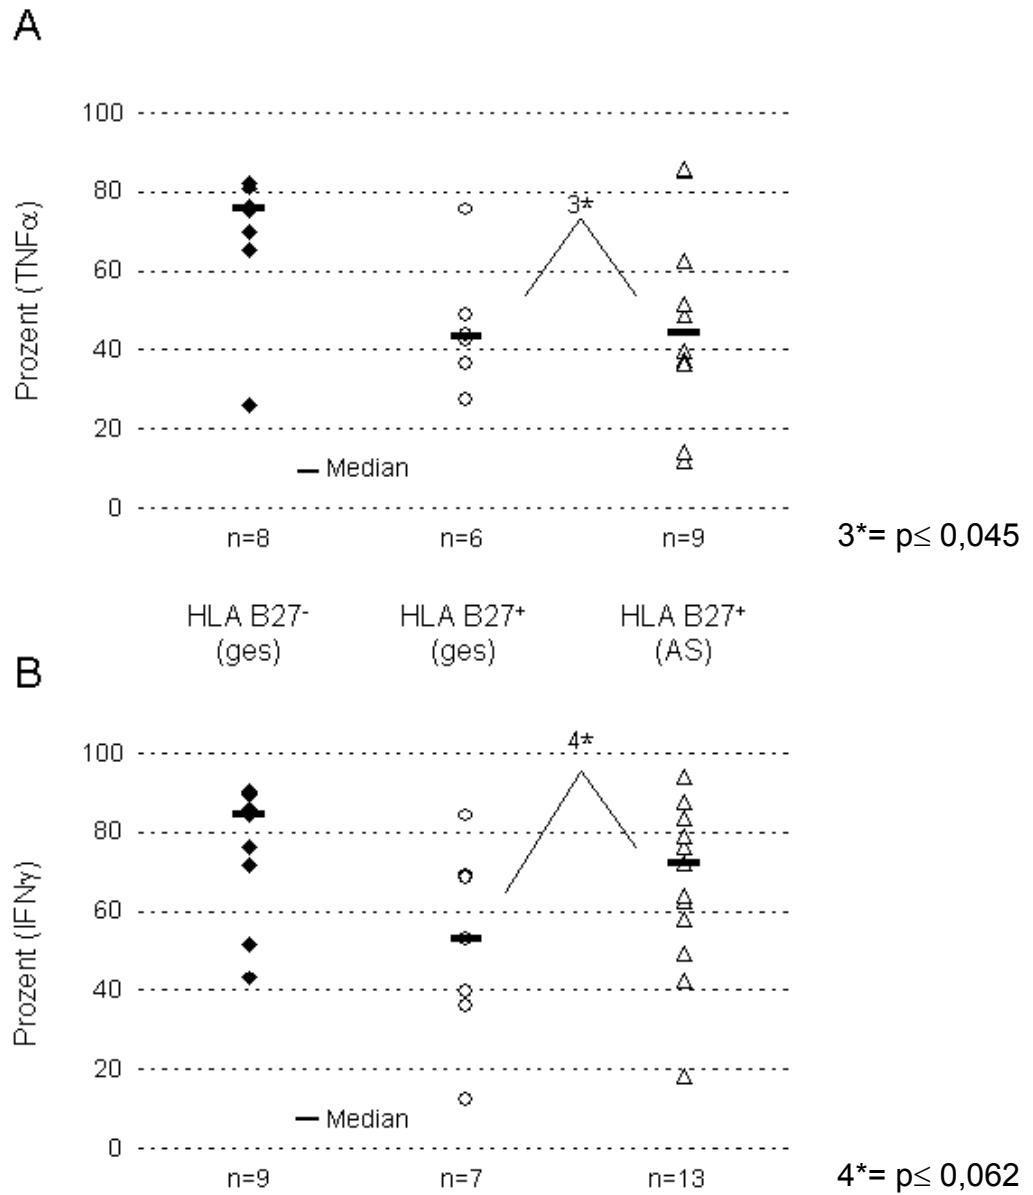 A
Prozent (TNFα)
100
80
60
40
20
0
3*
Median
n=8 n=6 n=9
3*= p≤ 0,045
HLA B27⁻ HLA B27⁺ HLA B27⁺
(ges) (ges) (AS)
B
Prozent (IFNγ)
100
80
60
40
20
0
4*
Median
n=9 n=7 n=13
4*= p≤ 0,062